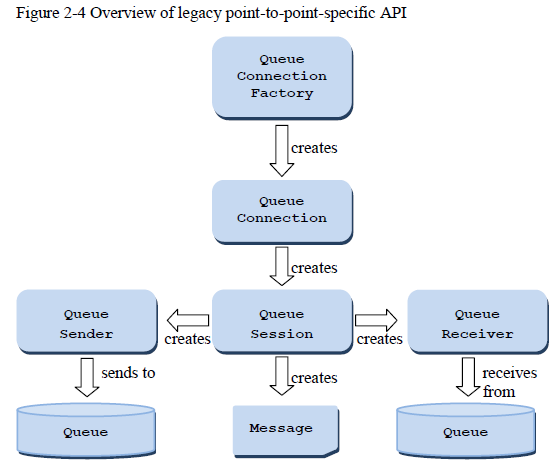 Figure 2-4 Overview of legacy point-to-point-specific API
Queue
Connection
Factory
creates
Queue
Connection
creates
Queue
Sender
creates
Queue
Session
creates
Queue
Receiver
sends to
creates
receives
from
Queue
Message
Queue